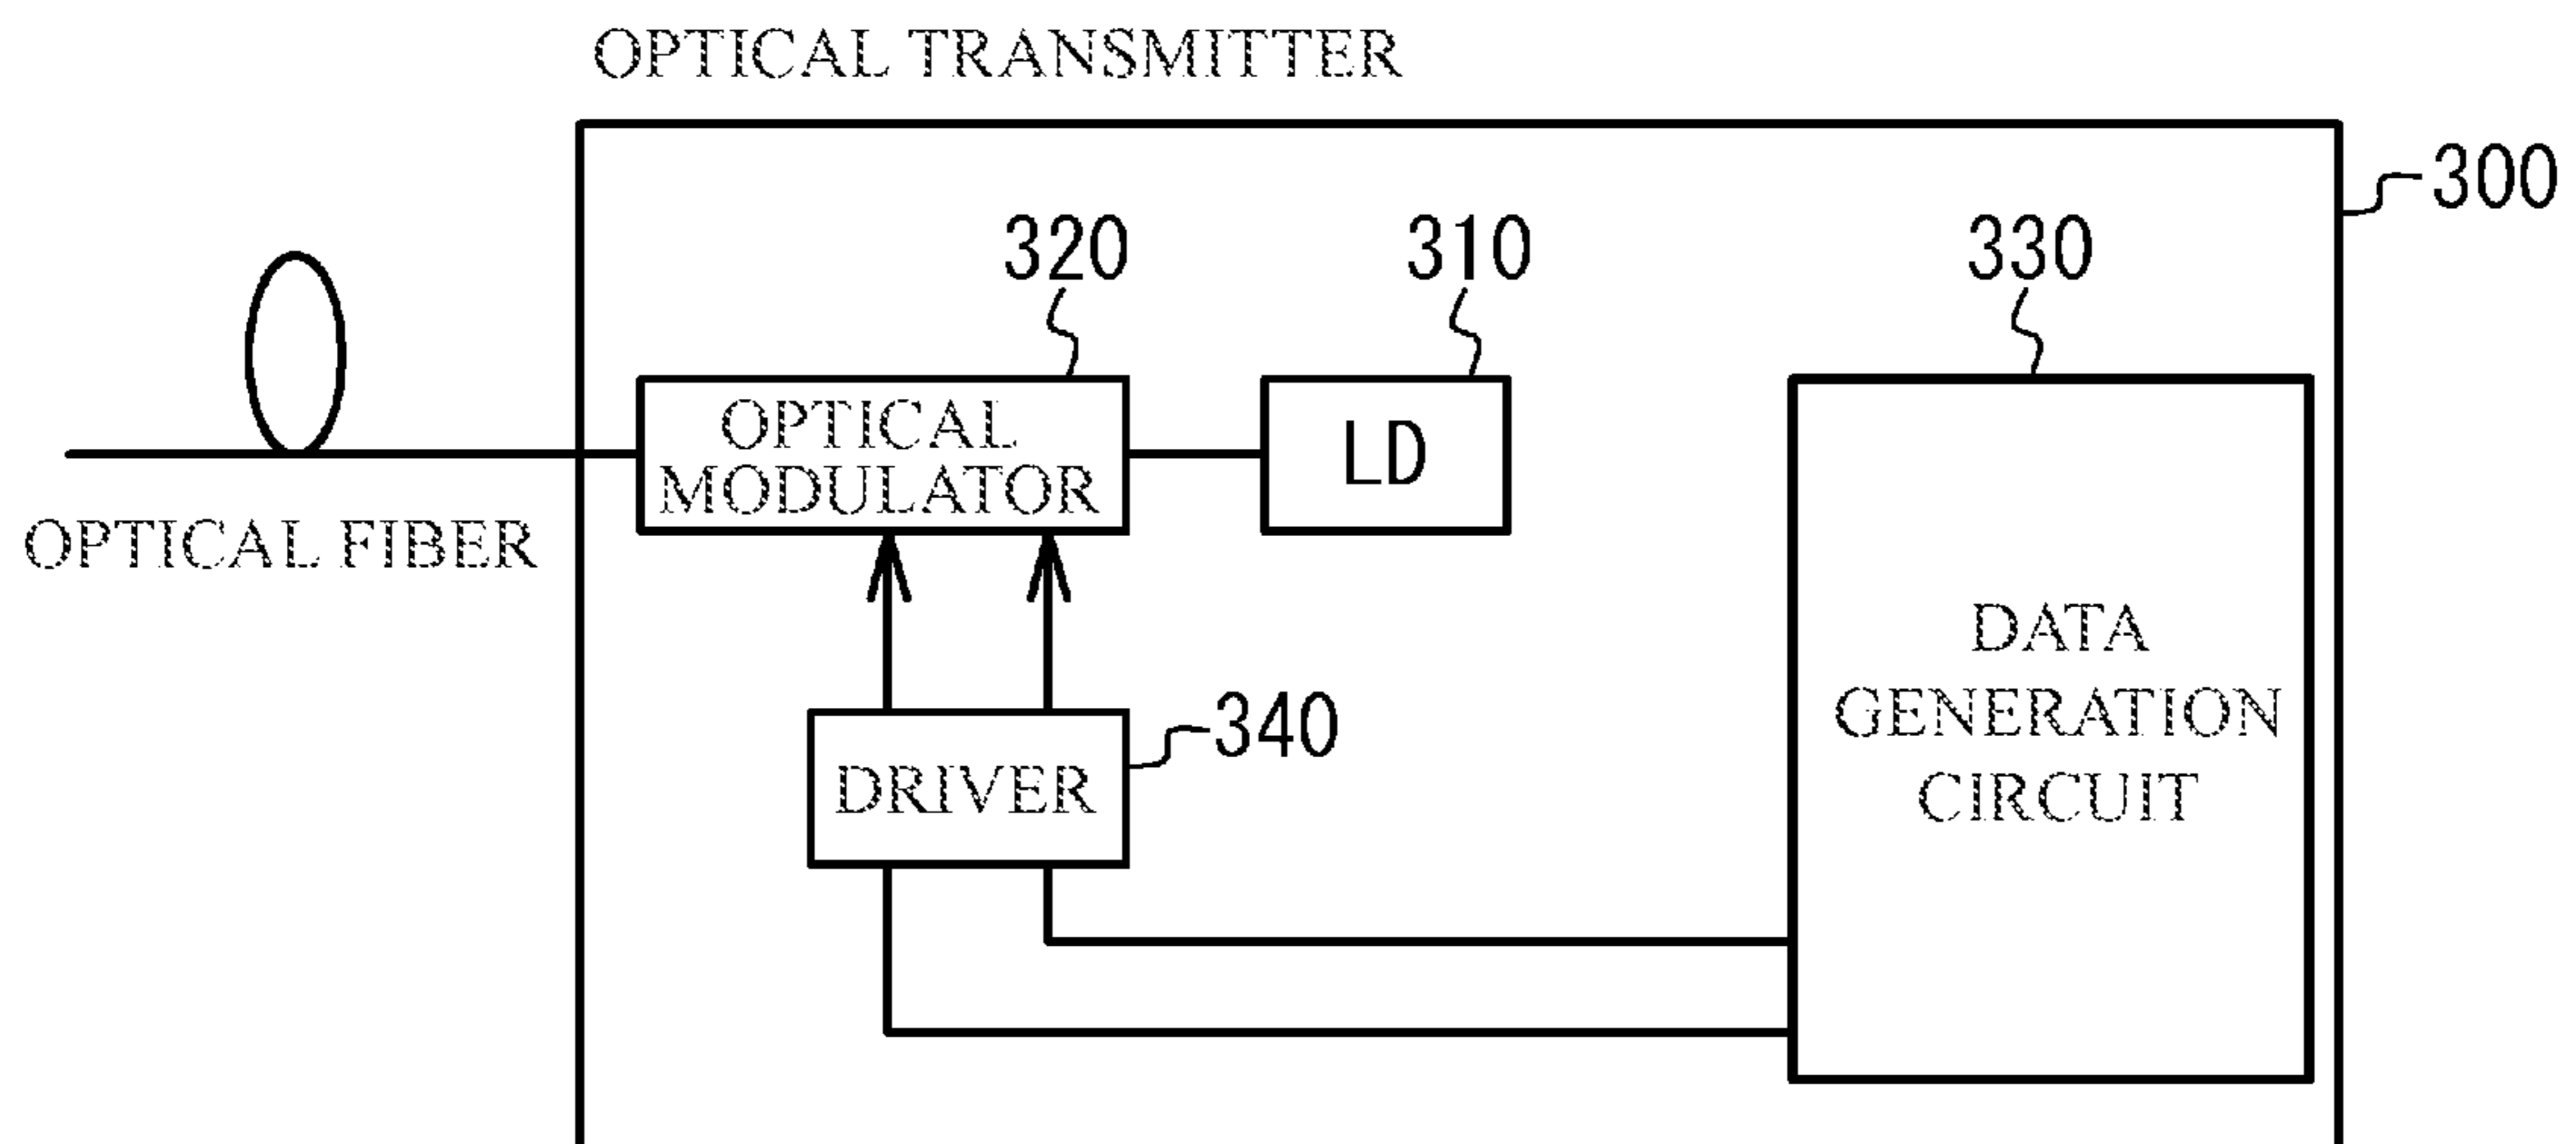 OPTICAL TRANSMITTER
300
320
310
330
OPTICAL
MODULATOR
LD
OPTICAL FIBER
DATA
GENERATION
CIRCUIT
340
DRIVER